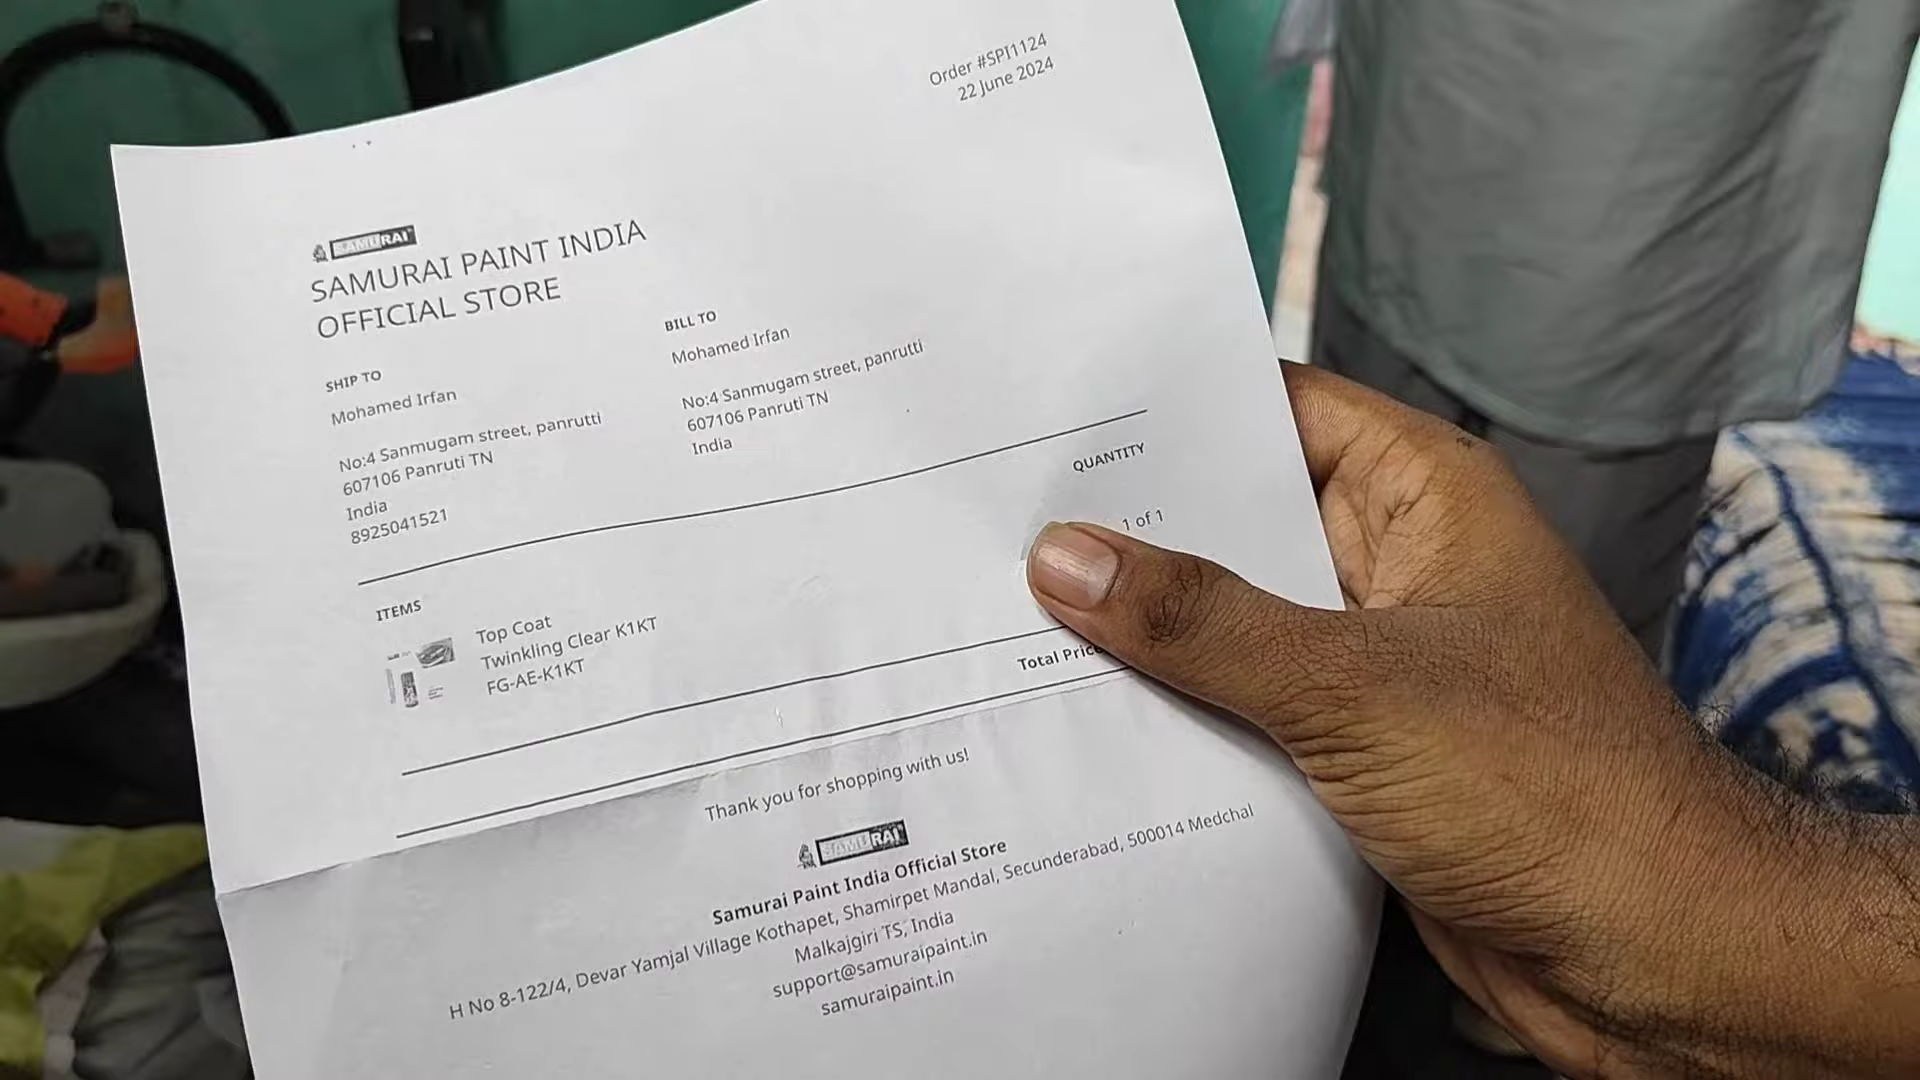 Order #SPI1124
22 June 2024
SAMURAI
SAMURAI PAINT INDIA
OFFICIAL STORE
SHIP TO
Mohamed Irfan
No:4 Sanmugam street, panrutti
607106 Panruti TN
India
8925041521
BILL TO
Mohamed Irfan
No:4 Sanmugam street, panrutti
607106 Panruti TN
India
ITEMS
QUANTITY
Top Coat
Twinkling Clear K1KT
FG-AE-K1KT
1 of 1
Total Price
Thank you for shopping with us!
SAMURAI
Samurai Paint India Official Store
H No 8-122/4, Devar Yamjal Village Kothapet, Shamirpet Mandal, Secunderabad, 500014 Medchal
Malkajgiri TS, India
support@samuraipaint.in
samuraipaint.in